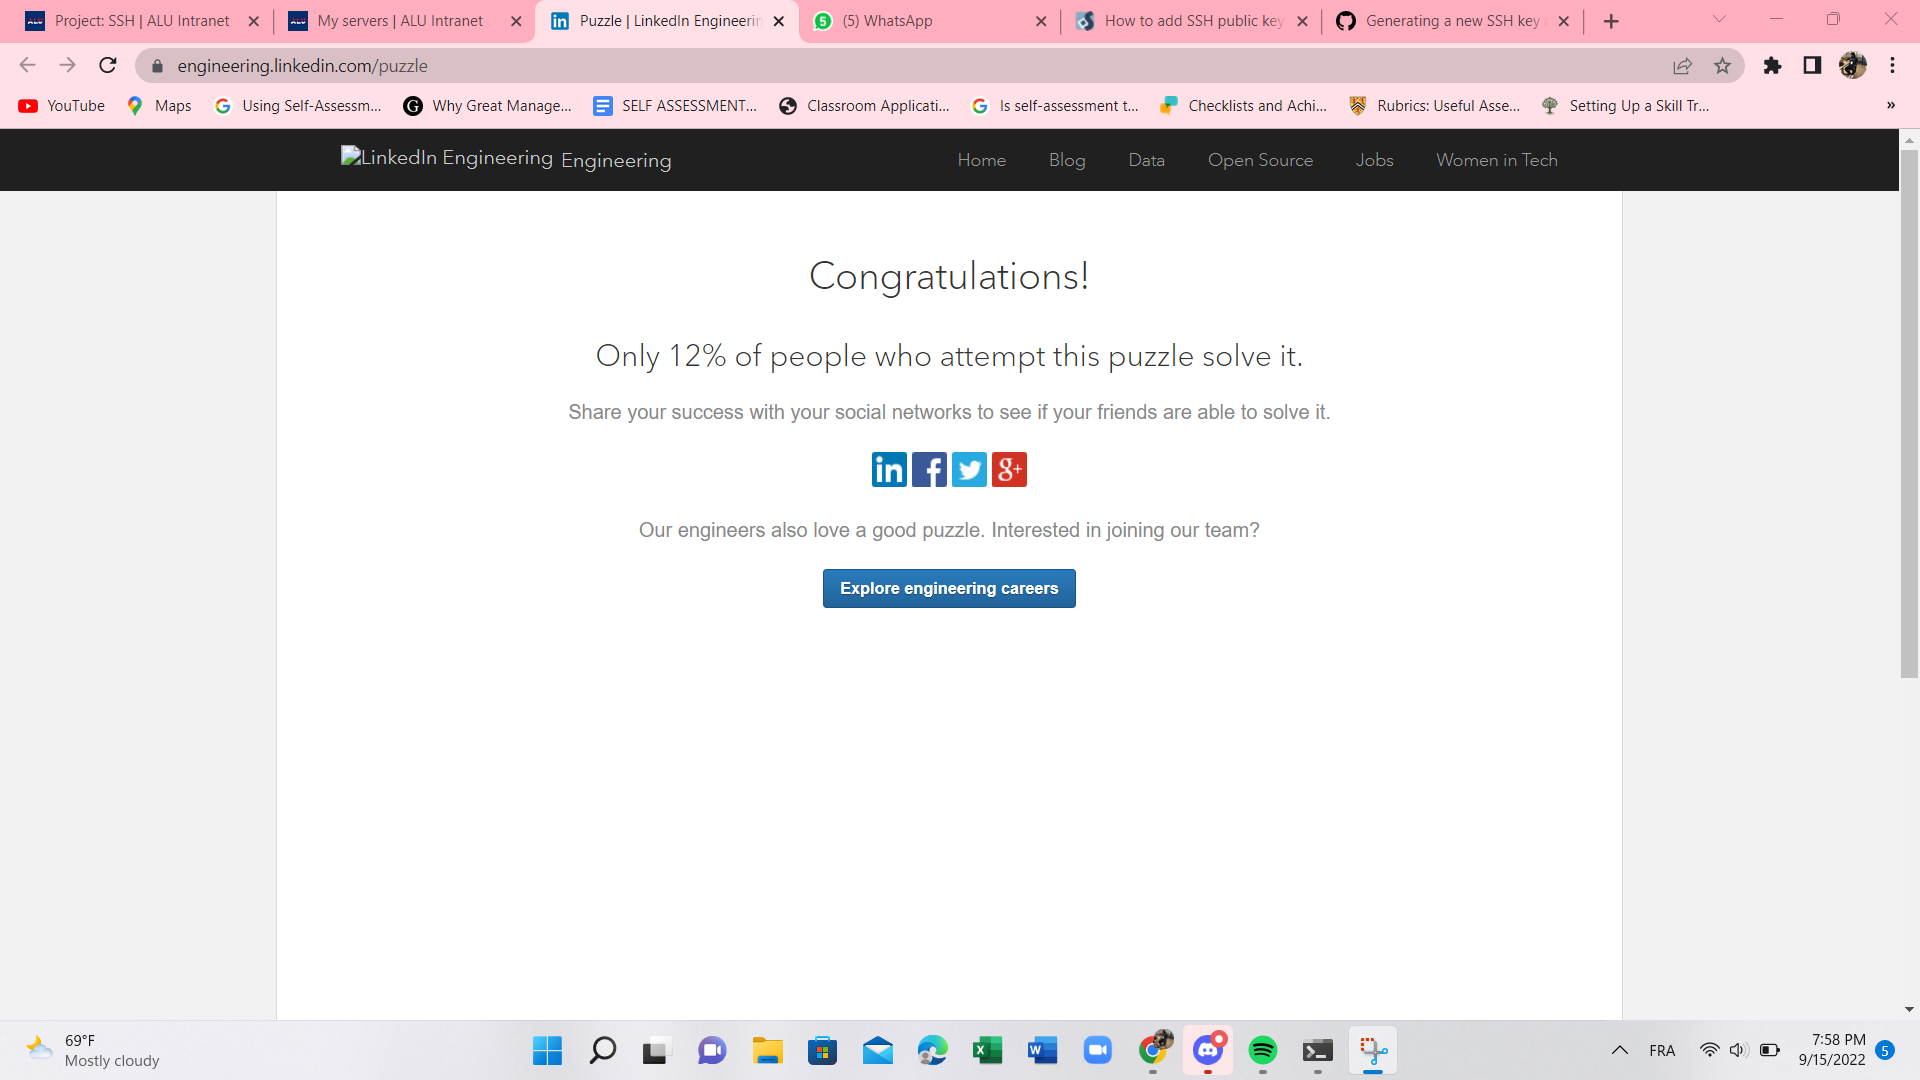 Project: SSH | ALU Intranet
My servers | ALU Intranet
Puzzle | LinkedIn Engineerin
(5) WhatsApp
How to add SSH public key
Generating a new SSH key
engineering.linkedin.com/puzzle
YouTube
Maps
Using Self-Assessm...
Why Great Manage...
SELF ASSESSMENT...
Classroom Applicati...
Is self-assessment t...
Checklists and Achi...
Rubrics: Useful Asse...
Setting Up a Skill Tr...
»
LinkedIn Engineering Engineering
Home
Blog
Data
Open Source
Jobs
Women in Tech
Congratulations!
Only 12% of people who attempt this puzzle solve it.
Share your success with your social networks to see if your friends are able to solve it.
Our engineers also love a good puzzle. Interested in joining our team?
Explore engineering careers
69°F
Mostly cloudy
FRA
7:58 PM
9/15/2022
5